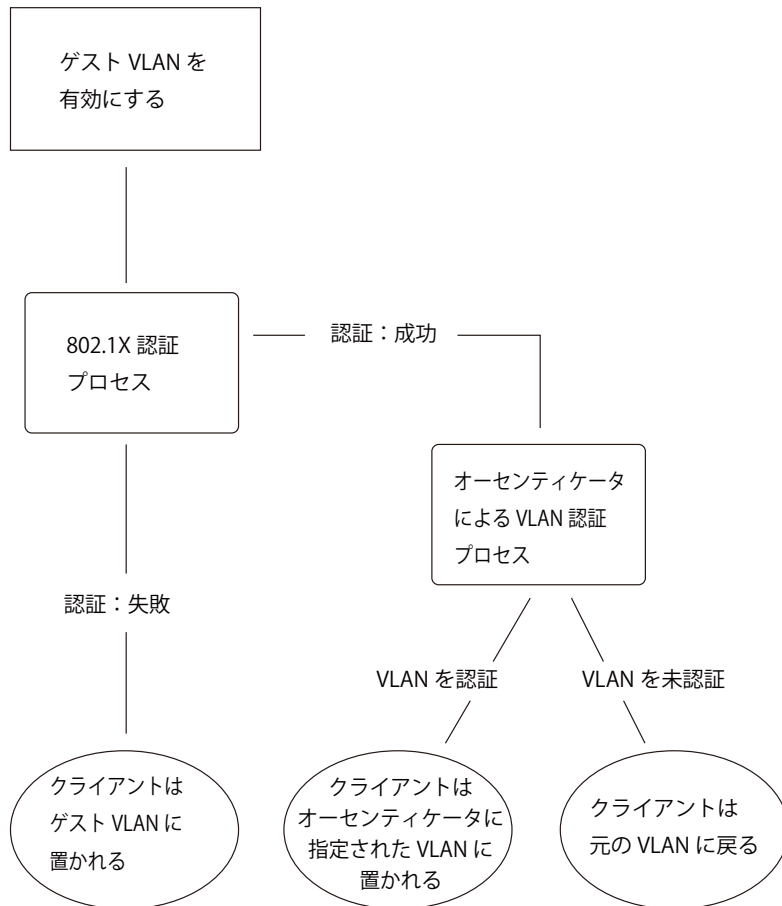 ゲスト VLAN を
有効にする
802.1X 認証
プロセス
認証：成功
オーセンティケータ
による VLAN 認証
プロセス
認証：失敗
VLAN を認証
VLAN を未認証
クライアントは
ゲスト VLAN に
置かれる
クライアントは
オーセンティケータに
指定された VLAN に
置かれる
クライアントは
元の VLAN に戻る